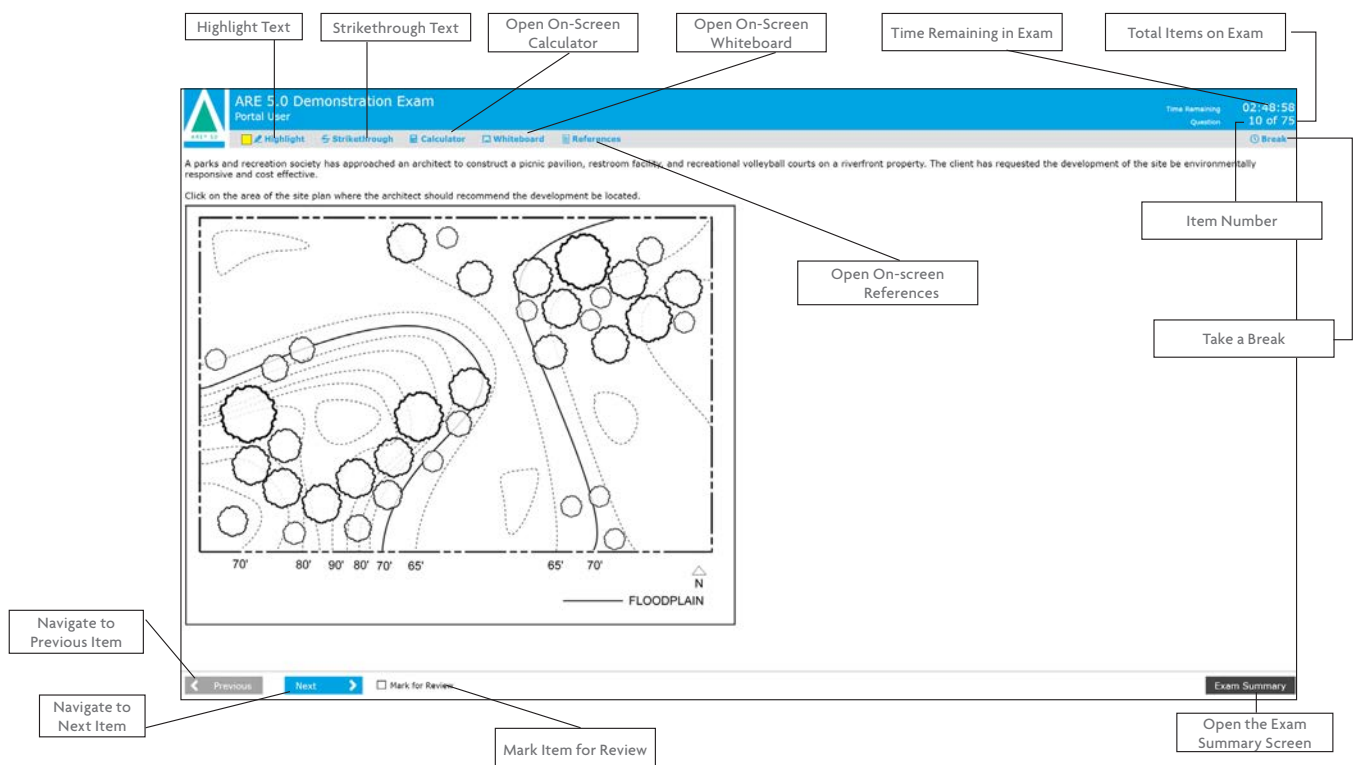 Highlight Text
Strikethrough Text
Open On-Screen
Calculator
Open On-Screen
Whiteboard
Time Remaining in Exam
Total Items on Exam
ARE 5.0 Demonstration Exam
Portal User
Time Remaining 02:48:58
Question 10 of 75
AREP 5.0
Highlight
Strikethrough
Calculator
Whiteboard
References
Break
A parks and recreation society has approached an architect to construct a picnic pavilion, restroom facility, and recreational volleyball courts on a riverfront property. The client has requested the development of the site be environmentally
responsive and cost effective.
Click on the area of the site plan where the architect should recommend the development be located.
Item Number
Open On-screen
References
Take a Break
70' 80' 90' 80' 70' 65' 65' 70'
N
FLOODPLAIN
Navigate to
Previous Item
Previous
Next
Mark for Review
Exam Summary
Navigate to
Next Item
Mark Item for Review
Open the Exam
Summary Screen